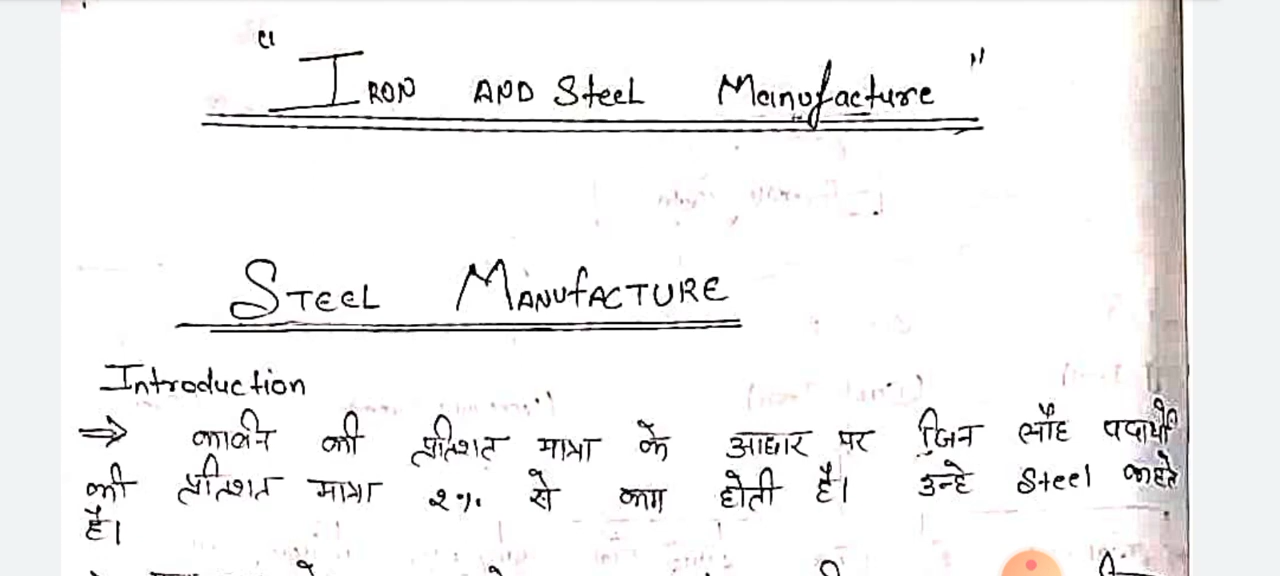 " IRON AND Steel Manufacture "
STEEL MANUFACTURE
Introduction
⇒ कार्बन की प्रतिशत मात्रा के आधार पर जिन लौह पदार्थो
की प्रतिशत मात्रा २% से कम होती है। उन्हे Steel कहते
है।